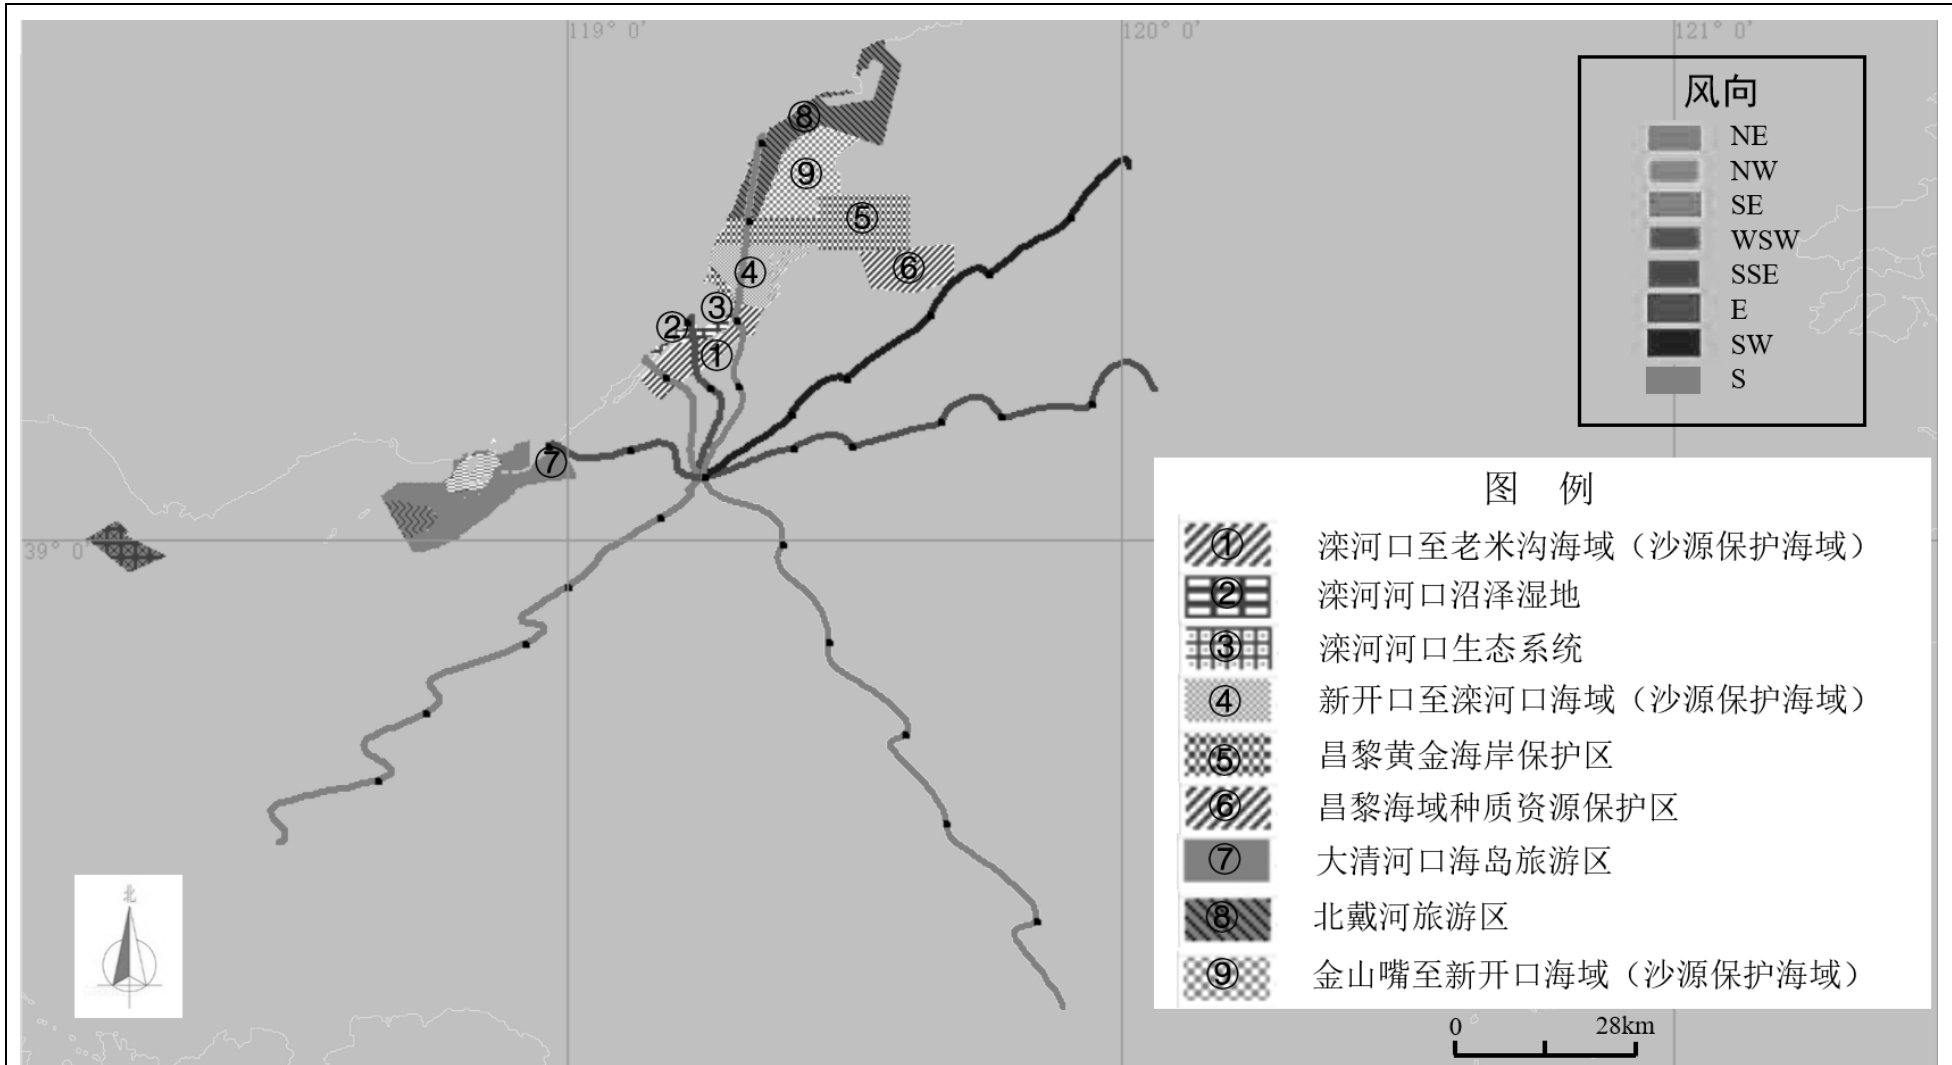 119° 0'
120° 0'
121° 0'
风向
NE
NW
SE
WSW
SSE
E
SW
S
⑧
⑨
⑤
⑥
④
③
②
①
⑦
39° 0'
图 例
① 滦河口至老米沟海域（沙源保护海域）
② 滦河河口沼泽湿地
③ 滦河河口生态系统
④ 新开口至滦河口海域（沙源保护海域）
⑤ 昌黎黄金海岸保护区
⑥ 昌黎海域种质资源保护区
⑦ 大清河口海岛旅游区
⑧ 北戴河旅游区
⑨ 金山嘴至新开口海域（沙源保护海域）
北
0 28km